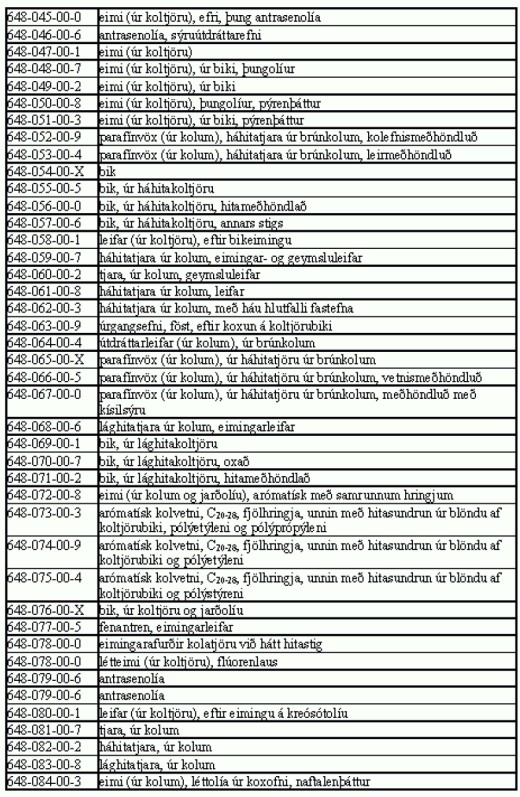 648-045-00-0 eimi (úr koltjöru), efri, þung antrasenolía
648-046-00-6 antrasenolía, sýruútdráttarefni
648-047-00-1 eimi (úr koltjöru)
648-048-00-7 eimi (úr koltjöru), úr biki, þungolíur
648-049-00-2 eimi (úr koltjöru), úr biki
648-050-00-8 eimi (úr koltjöru), þungolíur, pýrenþáttur
648-051-00-3 eimi (úr koltjöru), úr biki, pýrenþáttur
648-052-00-9 parafínvöx (úr kolum), háhitatjara úr brúnkolum, kolefnismeðhöndluð
648-053-00-4 parafínvöx (úr kolum), háhitatjara úr brúnkolum, leirmeðhöndluð
648-054-00-X bik
648-055-00-5 bik, úr háhitakoltjöru
648-056-00-0 bik, úr háhitakoltjöru, hitameðhöndlað
648-057-00-6 bik, úr háhitakoltjöru, annars stigs
648-058-00-1 leifar (úr koltjöru), eftir bikeimingu
648-059-00-7 háhitatjara úr kolum, eimingar- og geymsluleifar
648-060-00-2 tjara, úr kolum, geymsluleifar
648-061-00-8 háhitatjara úr kolum, leifar
648-062-00-3 háhitatjara úr kolum, með háu hlutfalli fastefna
648-063-00-9 úrgangsefni, föst, eftir koxun á koltjörubiki
648-064-00-4 útdráttarleifar (úr kolum), úr brúnkolum
648-065-00-X parafínvöx (úr kolum), úr háhitatjöru úr brúnkolum
648-066-00-5 parafínvöx (úr kolum), úr háhitatjöru úr brúnkolum, vetnismeðhöndluð
648-067-00-0 parafínvöx (úr kolum), úr háhitatjöru úr brúnkolum, meðhöndluð með
kísilsýru
648-068-00-6 lághitatjara úr kolum, eimingarleifar
648-069-00-1 bik, úr lághitakoltjöru
648-070-00-7 bik, úr lághitakoltjöru, oxað
648-071-00-2 bik, úr lághitakoltjöru, hitameðhöndlað
648-072-00-8 eimi (úr kolum og jarðolíu), arómatísk með samrunnum hringjum
648-073-00-3 arómatísk kolvetni, C20-28, fjölhringja, unnin með hitasundrun úr blöndu af
koltjörubiki, pólýetýleni og pólýprópýleni
648-074-00-9 arómatísk kolvetni, C20-28, fjölhringja, unnin með hitasundrun úr blöndu af
koltjörubiki og pólýetýleni
648-075-00-4 arómatísk kolvetni, C20-28, fjölhringja, unnin með hitasundrun úr blöndu af
koltjörubiki og pólýstýreni
648-076-00-X bik, úr koltjöru og jarðolíu
648-077-00-5 fenantren, eimingarleifar
648-078-00-0 eimingarafurðir kolatjöru við hátt hitastig
648-078-00-0 létteimi (úr koltjöru), flúorenlaus
648-079-00-6 antrasenolía
648-079-00-6 antrasenolía
648-080-00-1 leifar (úr koltjöru), eftir eimingu á kreósótolíu
648-081-00-7 tjara, úr kolum
648-082-00-2 háhitatjara, úr kolum
648-083-00-8 lághitatjara, úr kolum
648-084-00-3 eimi (úr kolum), léttolía úr koxofni, naftalenþáttur